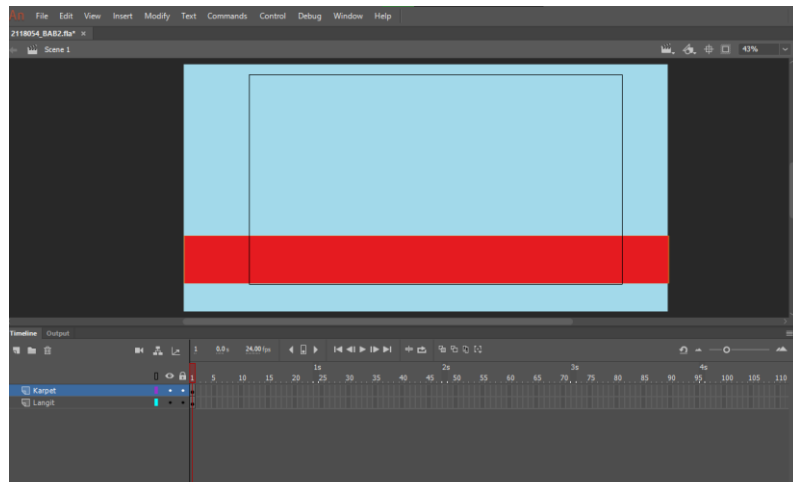 An File Edit View Insert Modify Text Commands Control Debug Window Help
2118054_BAB2.fla* ×
Scene 1 43%
Timeline Output
0.0 s 24.00 fps
1s 2s 3s 4s
1 5 10 15 20 25 30 35 40 45 50 55 60 65 70 75 80 85 90 95 100 105 110
Karpet
Langit